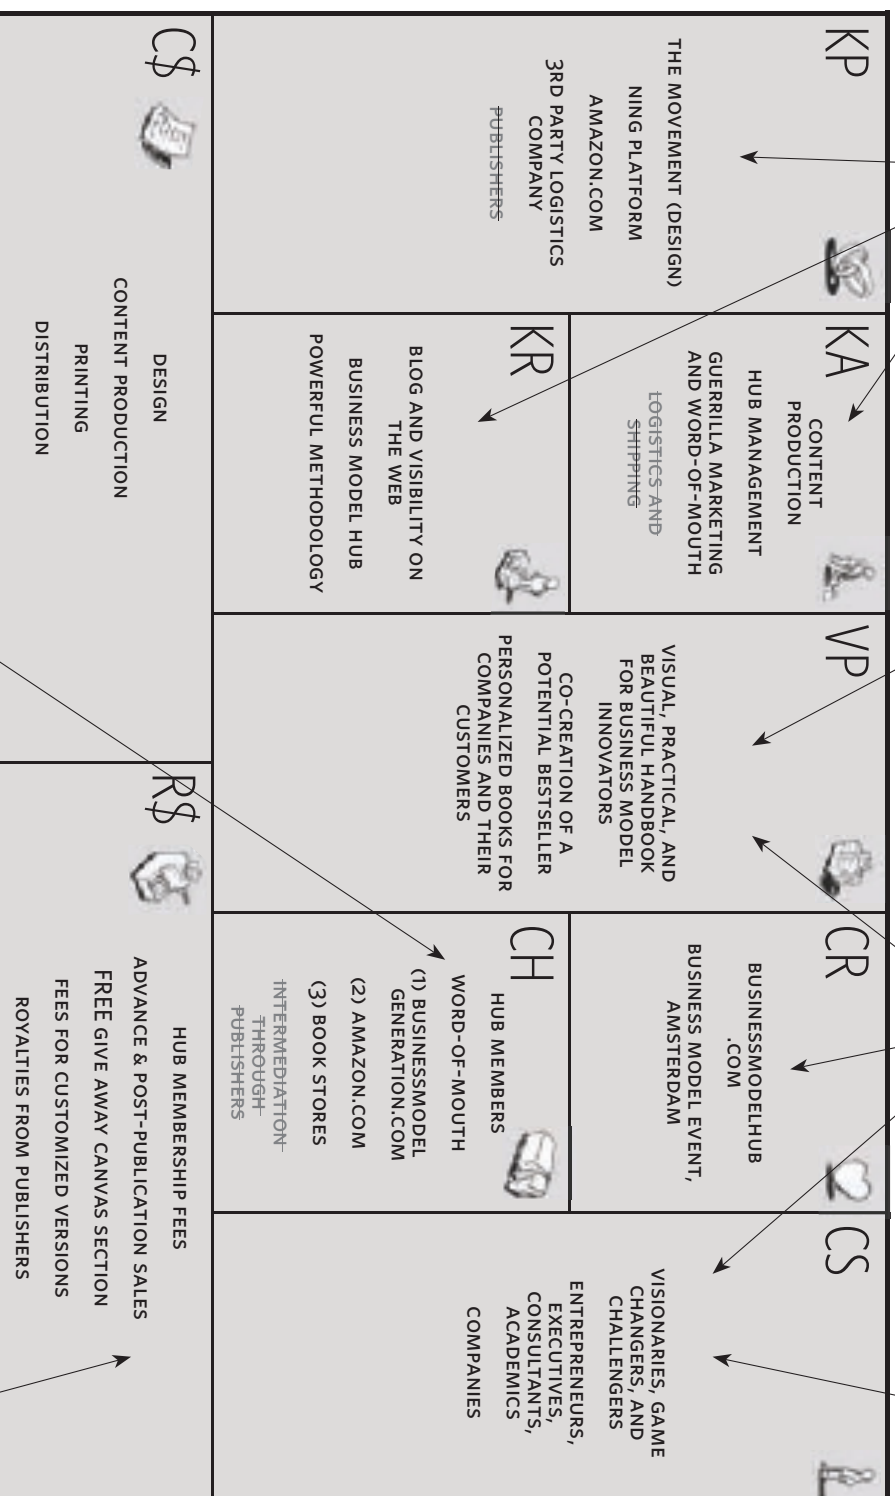 KP
THE MOVEMENT (DESIGN)
NING PLATFORM
AMAZON.COM
3RD PARTY LOGISTICS
COMPANY
PUBLISHERS
KA
CONTENT
PRODUCTION
HUB MANAGEMENT
GUERRILLA MARKETING
AND WORD-OF-MOUTH
LOGISTICS AND
SHIPPING
KR
BLOG AND VISIBILITY ON
THE WEB
BUSINESS MODEL HUB
POWERFUL METHODOLOGY
VP
VISUAL, PRACTICAL, AND
BEAUTIFUL HANDBOOK
FOR BUSINESS MODEL
INNOVATORS
CO-CREATION OF A
POTENTIAL BESTSELLER
PERSONALIZED BOOKS FOR
COMPANIES AND THEIR
CUSTOMERS
CR
BUSINESSMODELHUB
.COM
BUSINESS MODEL EVENT,
AMSTERDAM
CH
HUB MEMBERS
WORD-OF-MOUTH
(1) BUSINESSMODEL
GENERATION.COM
(2) AMAZON.COM
(3) BOOK STORES
INTERMEDIATION
THROUGH
PUBLISHERS
CS
VISIONARIES, GAME
CHANGERS, AND
CHALLENGERS
ENTREPRENEURS,
EXECUTIVES,
CONSULTANTS,
ACADEMICS
COMPANIES
C$
DESIGN
CONTENT PRODUCTION
PRINTING
DISTRIBUTION
R$
HUB MEMBERSHIP FEES
ADVANCE & POST-PUBLICATION SALES
FREE GIVE AWAY CANVAS SECTION
FEES FOR CUSTOMIZED VERSIONS
ROYALTIES FROM PUBLISHERS